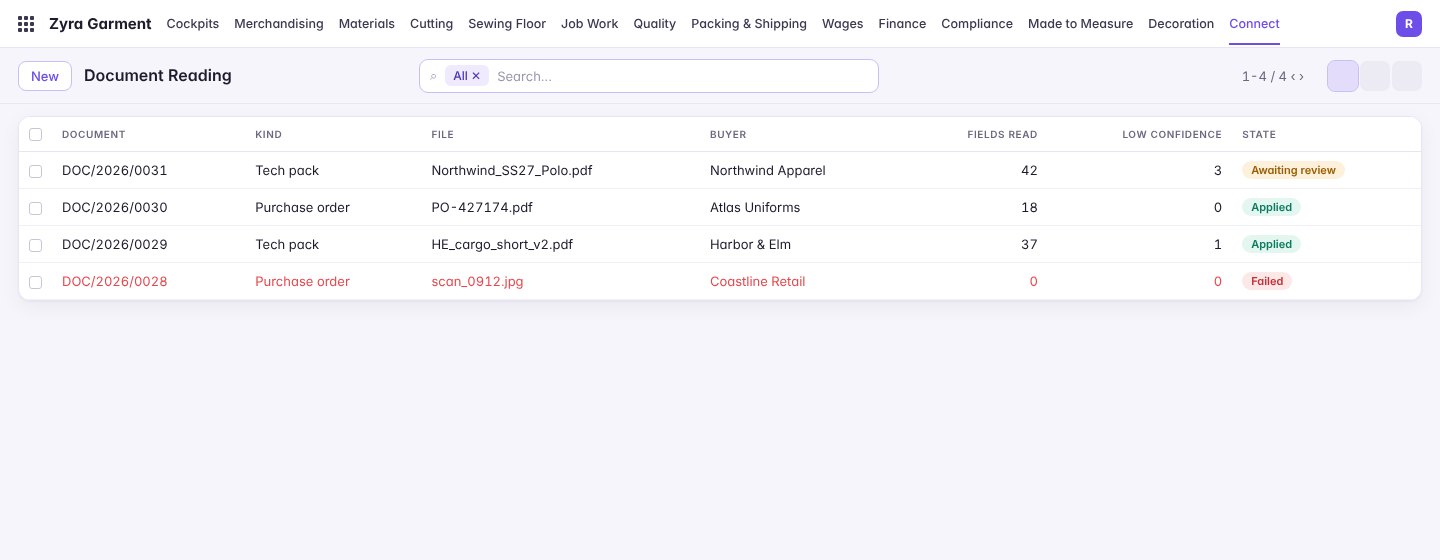 Zyra Garment Cockpits Merchandising Materials Cutting Sewing Floor Job Work Quality Packing & Shipping Wages Finance Compliance Made to Measure Decoration Connect R
New Document Reading All × Search... 1-4 / 4 ‹ ›
DOCUMENT KIND FILE BUYER FIELDS READ LOW CONFIDENCE STATE
DOC/2026/0031 Tech pack Northwind_SS27_Polo.pdf Northwind Apparel 42 3 Awaiting review
DOC/2026/0030 Purchase order PO-427174.pdf Atlas Uniforms 18 0 Applied
DOC/2026/0029 Tech pack HE_cargo_short_v2.pdf Harbor & Elm 37 1 Applied
DOC/2026/0028 Purchase order scan_0912.jpg Coastline Retail 0 0 Failed